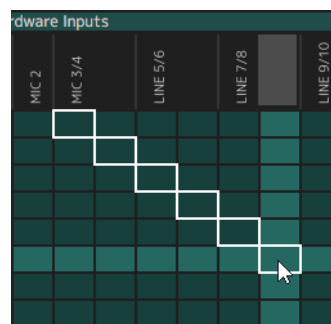 rdware Inputs
MIC 2
MIC 3/4
LINE 5/6
LINE 7/8
LINE 9/10